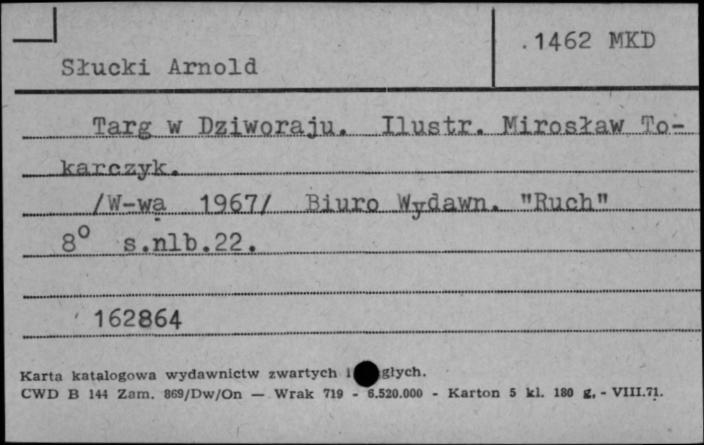 .1462 MKD
Słucki Arnold
Targ w Dziworaju. Ilustr. Mirosław To-
karczyk.
/W-wa 1967/ Biuro Wydawn. "Ruch"
8° s.nlb.22.
162864
Karta katalogowa wydawnictw zwartych
CWD B 144 Zam. 869/Dw/On — Wrak 719 - 6.520.000 - Karton 5 kl. 180 g. - VIII.71.